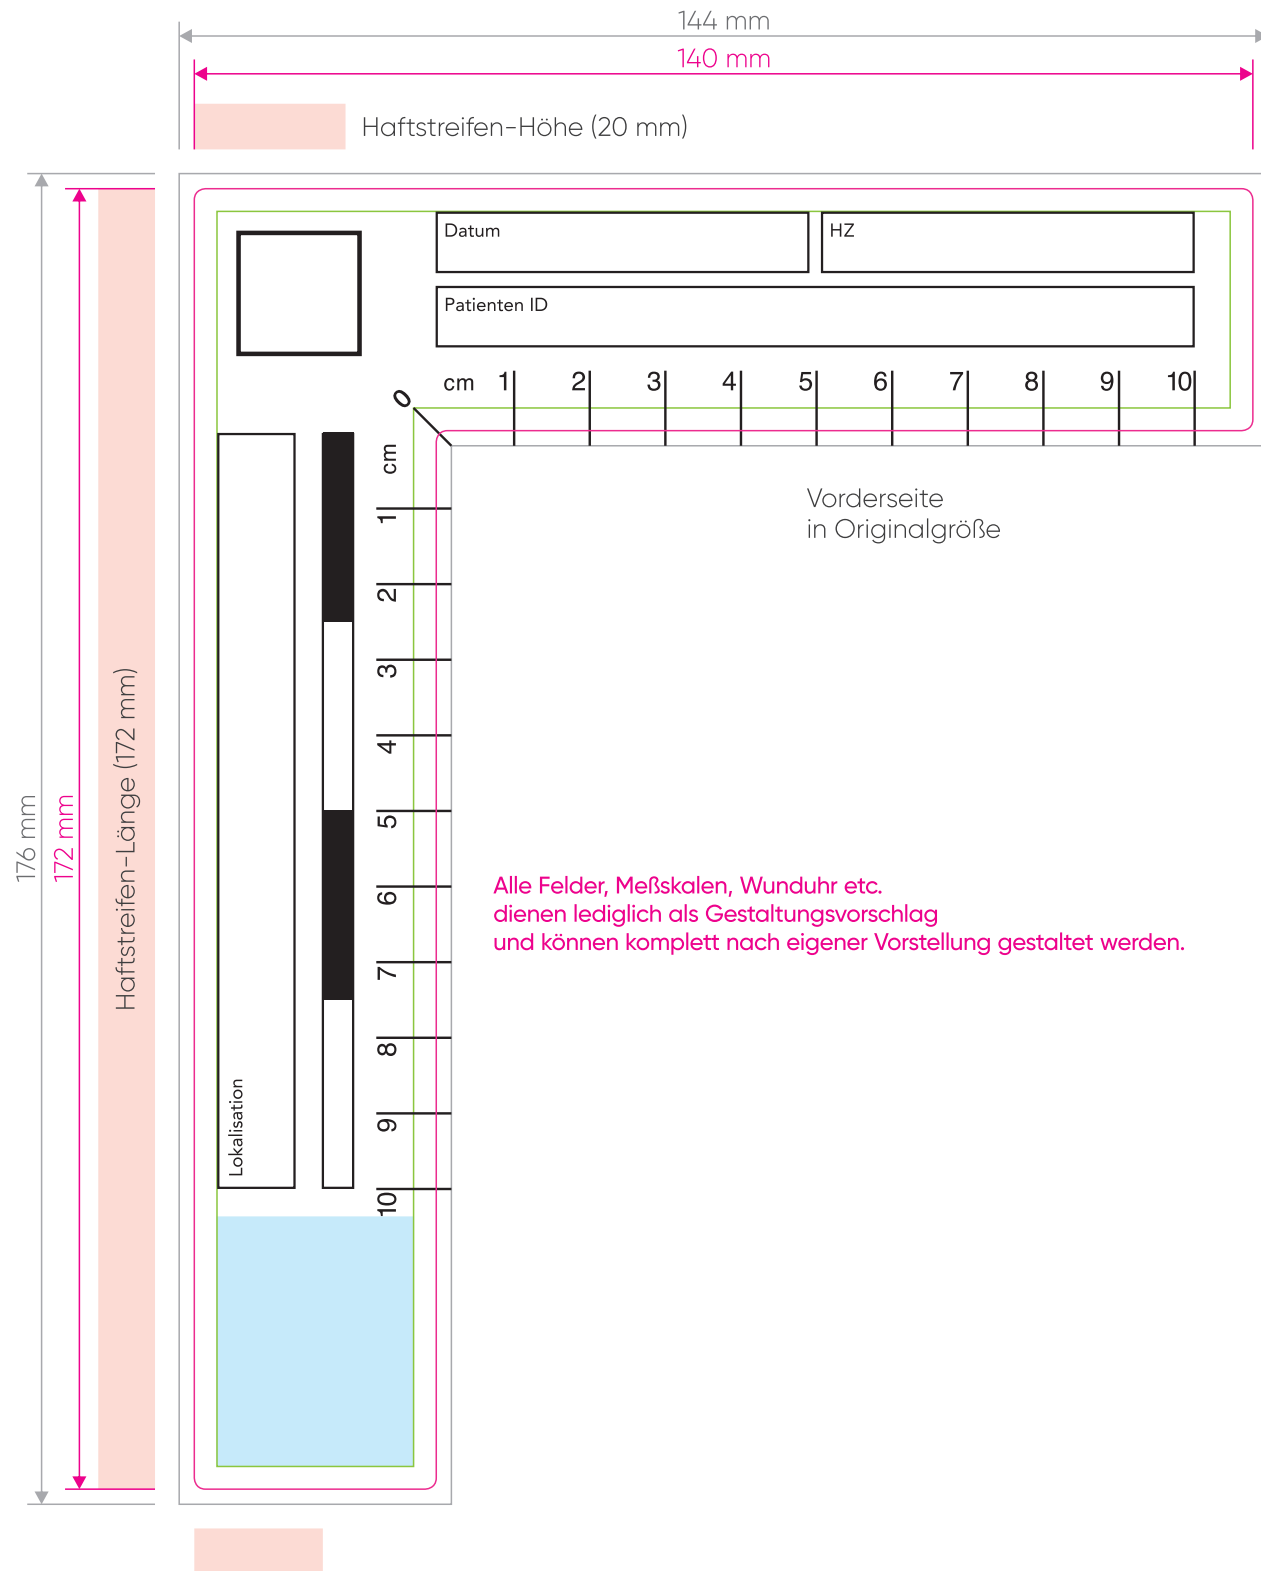 144 mm
140 mm
Haftstreifen-Höhe (20 mm)
Datum
HZ
Patienten ID
0
cm 1 2 3 4 5 6 7 8 9 10
cm
1
2
3
4
5
6
7
8
9
10
Lokalisation
Vorderseite
in Originalgröße
176 mm
172 mm
Haftstreifen-Länge (172 mm)
Alle Felder, Meßskalen, Wunduhr etc.
dienen lediglich als Gestaltungsvorschlag
und können komplett nach eigener Vorstellung gestaltet werden.